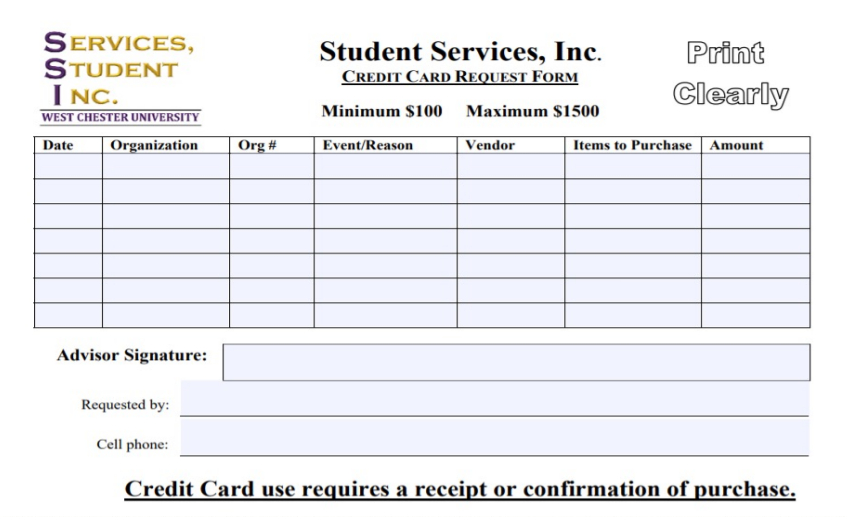 SERVICES,
STUDENT
INC.
WEST CHESTER UNIVERSITY
Student Services, Inc.
CREDIT CARD REQUEST FORM
Minimum $100 Maximum $1500
Print
Clearly
Date Organization Org # Event/Reason Vendor Items to Purchase Amount
Advisor Signature:
Requested by:
Cell phone:
Credit Card use requires a receipt or confirmation of purchase.